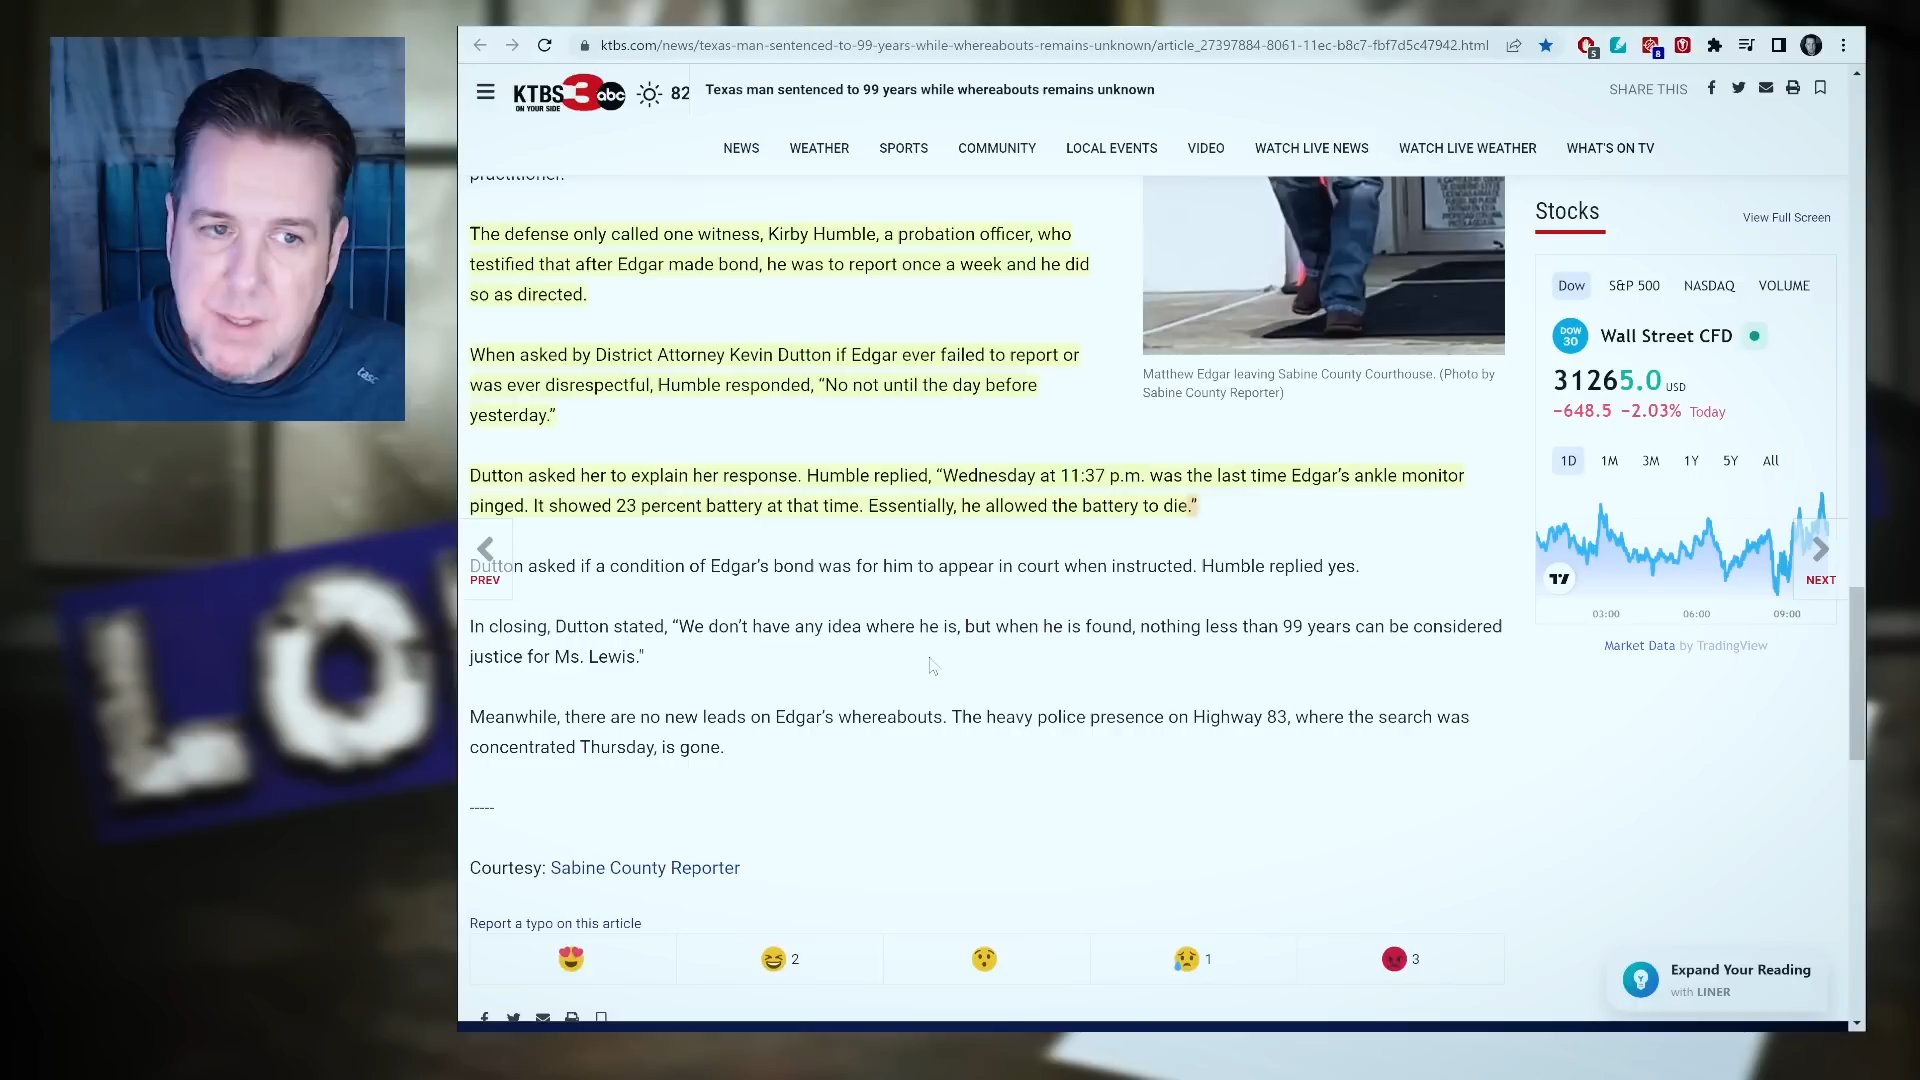 ktbs.com/news/texas-man-sentenced-to-99-years-while-whereabouts-remains-unknown/article_27397884-8061-11ec-b8c7-fbf7d5c47942.html
5
8
KTBS 3 abc
ON YOUR SIDE
82
Texas man sentenced to 99 years while whereabouts remains unknown
SHARE THIS
NEWS
WEATHER
SPORTS
COMMUNITY
LOCAL EVENTS
VIDEO
WATCH LIVE NEWS
WATCH LIVE WEATHER
WHAT'S ON TV
practitioner.
The defense only called one witness, Kirby Humble, a probation officer, who
testified that after Edgar made bond, he was to report once a week and he did
so as directed.
When asked by District Attorney Kevin Dutton if Edgar ever failed to report or
was ever disrespectful, Humble responded, “No not until the day before
yesterday.”
Matthew Edgar leaving Sabine County Courthouse. (Photo by
Sabine County Reporter)
Dutton asked her to explain her response. Humble replied, “Wednesday at 11:37 p.m. was the last time Edgar’s ankle monitor
pinged. It showed 23 percent battery at that time. Essentially, he allowed the battery to die.”
PREV
Dutton asked if a condition of Edgar’s bond was for him to appear in court when instructed. Humble replied yes.
In closing, Dutton stated, “We don’t have any idea where he is, but when he is found, nothing less than 99 years can be considered
justice for Ms. Lewis."
Meanwhile, there are no new leads on Edgar’s whereabouts. The heavy police presence on Highway 83, where the search was
concentrated Thursday, is gone.
-----
Courtesy: Sabine County Reporter
Report a typo on this article
2
1
3
Stocks
View Full Screen
Dow
S&P 500
NASDAQ
VOLUME
DOW
30
Wall Street CFD
31265.0 USD
−648.5 −2.03% Today
1D
1M
3M
1Y
5Y
All
NEXT
03:00
06:00
09:00
Market Data by TradingView
Expand Your Reading
with LINER
tasc
LO